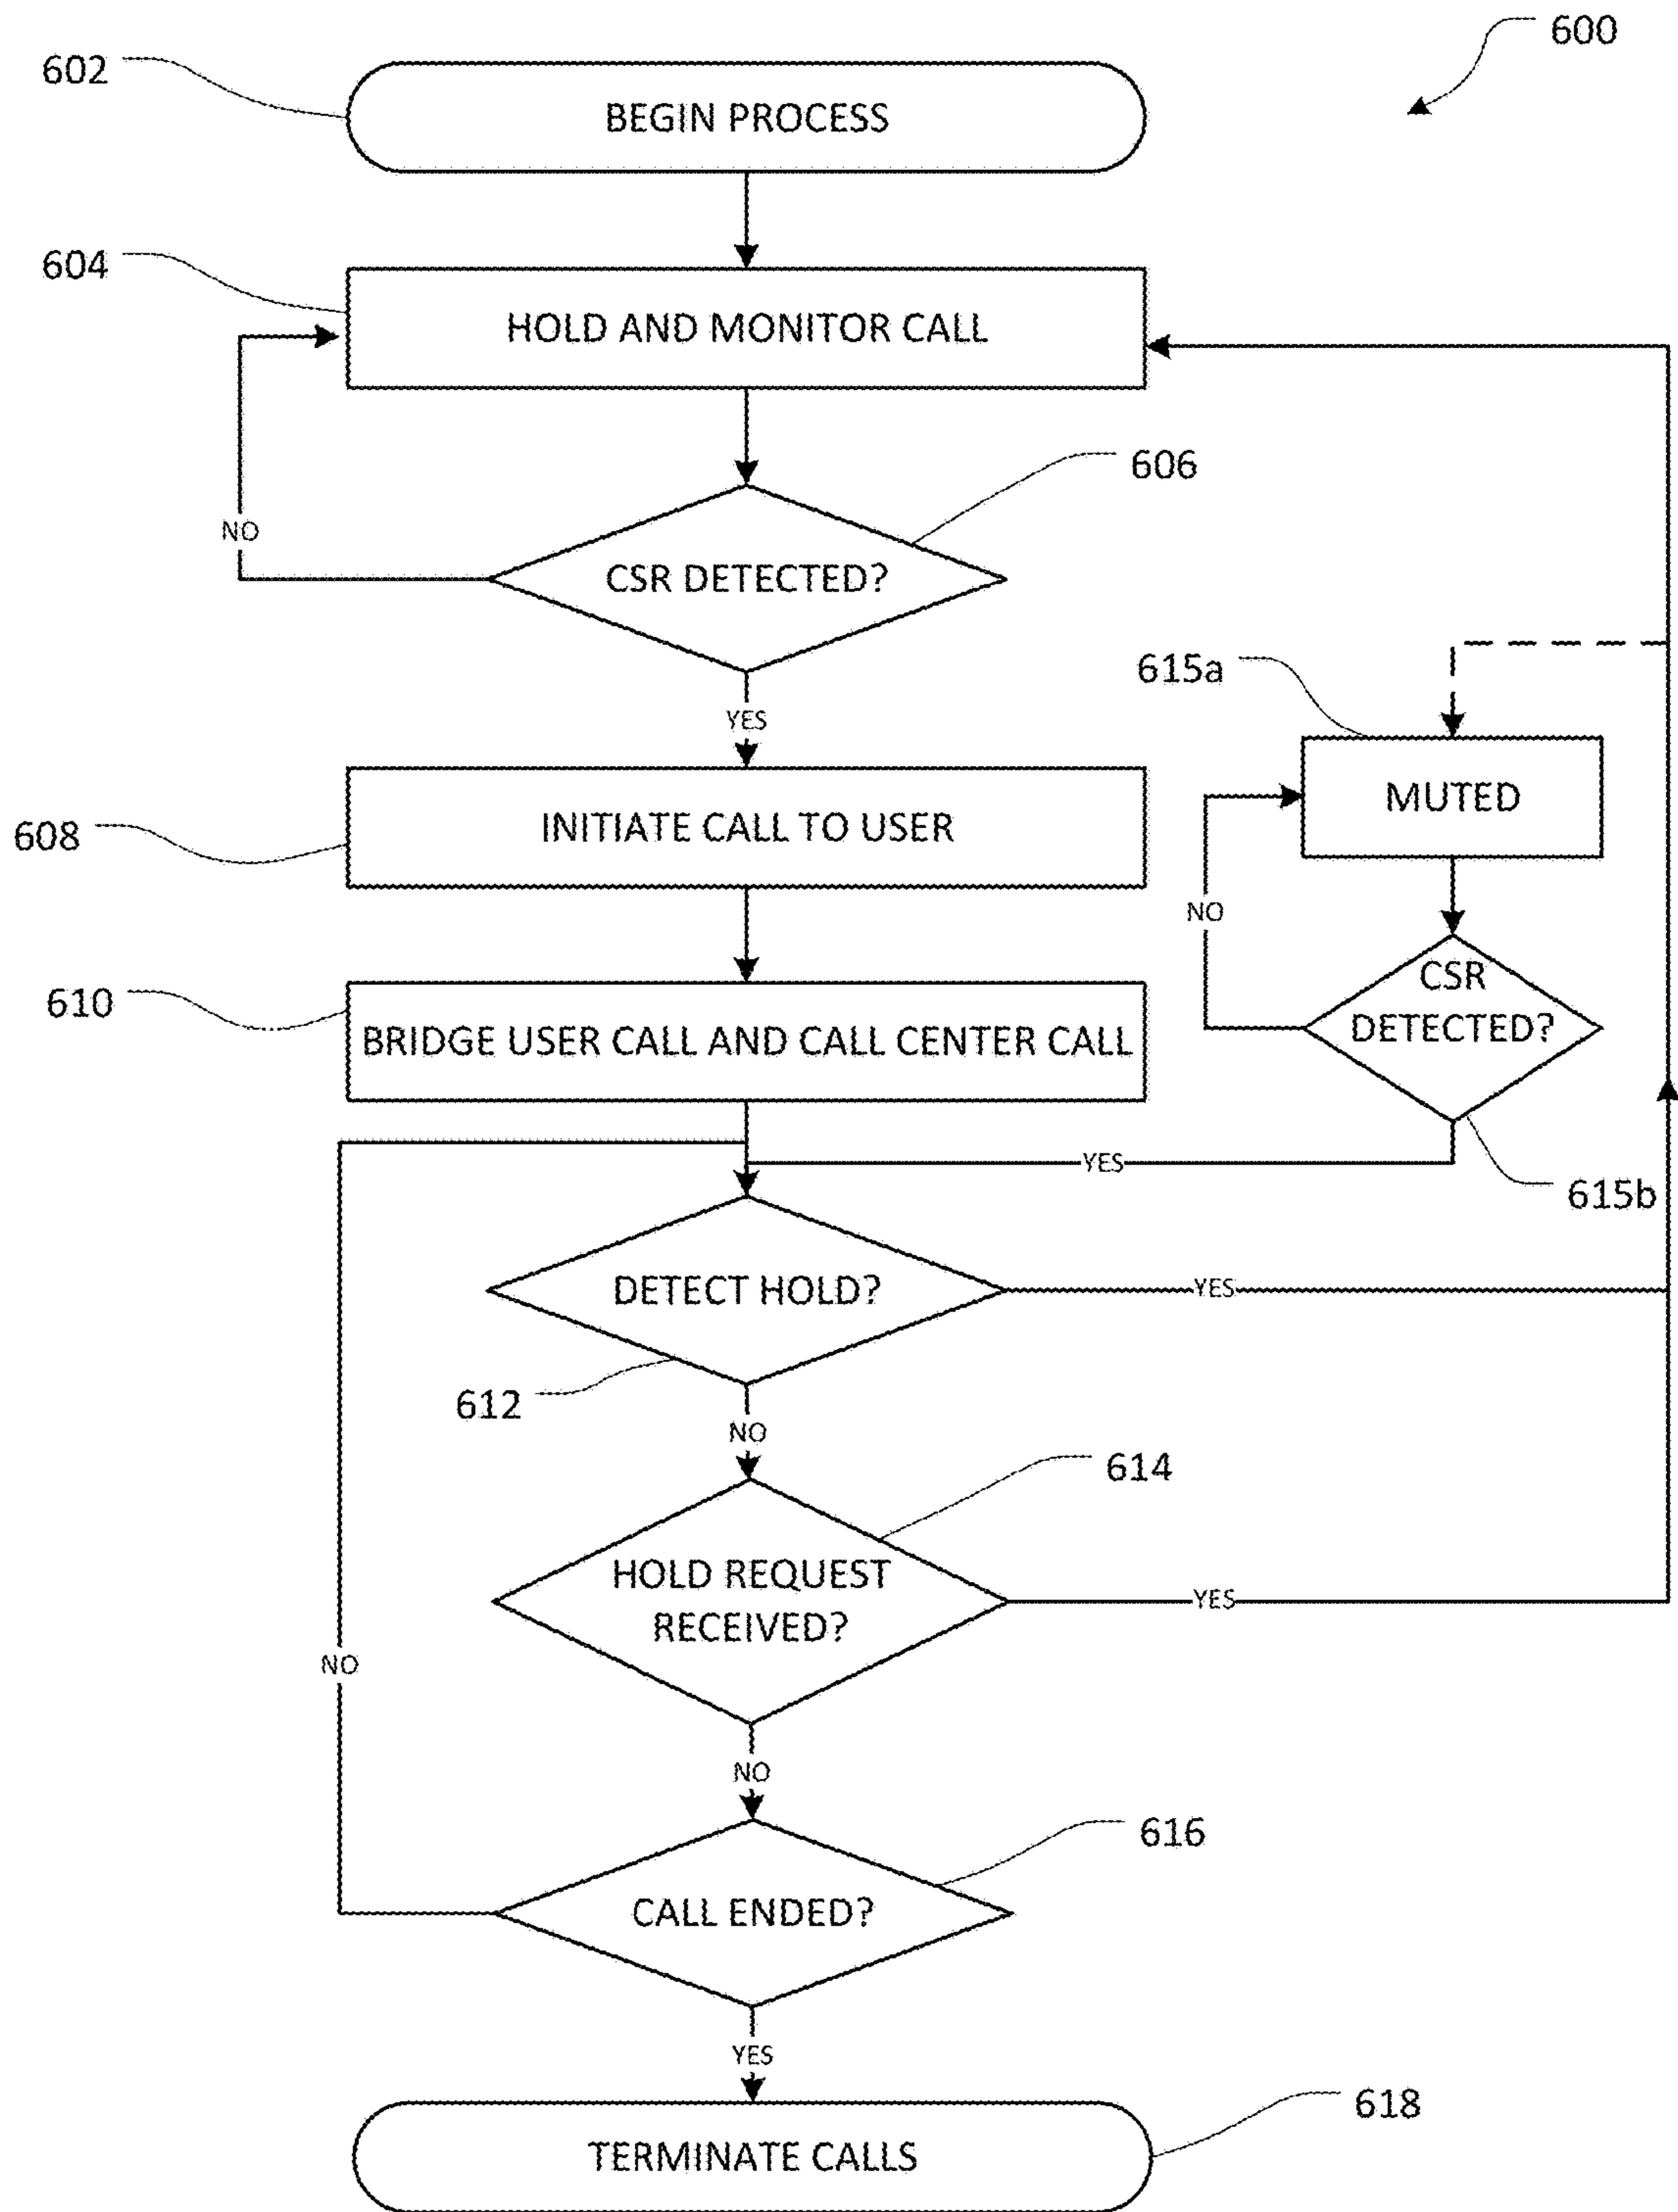 600
602
BEGIN PROCESS
604
HOLD AND MONITOR CALL
606
NO
CSR DETECTED?
615a
YES
608
INITIATE CALL TO USER
MUTED
NO
610
BRIDGE USER CALL AND CALL CENTER CALL
CSR
DETECTED?
YES
615b
DETECT HOLD?
YES
612
NO
614
HOLD REQUEST
RECEIVED?
YES
NO
NO
616
CALL ENDED?
YES
618
TERMINATE CALLS